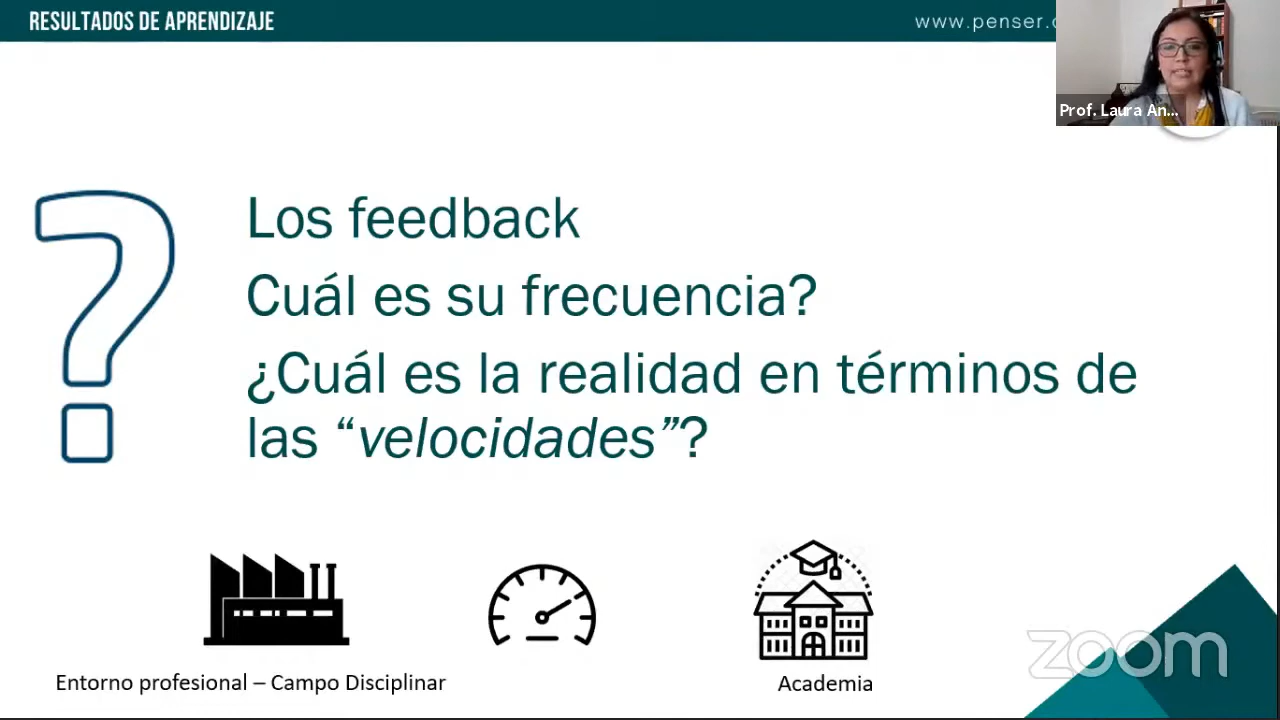 RESULTADOS DE APRENDIZAJE
www.penser.
Prof. Laura An...
Los feedback
Cuál es su frecuencia?
¿Cuál es la realidad en términos de
las “velocidades”?
Entorno profesional – Campo Disciplinar
Academia
zoom